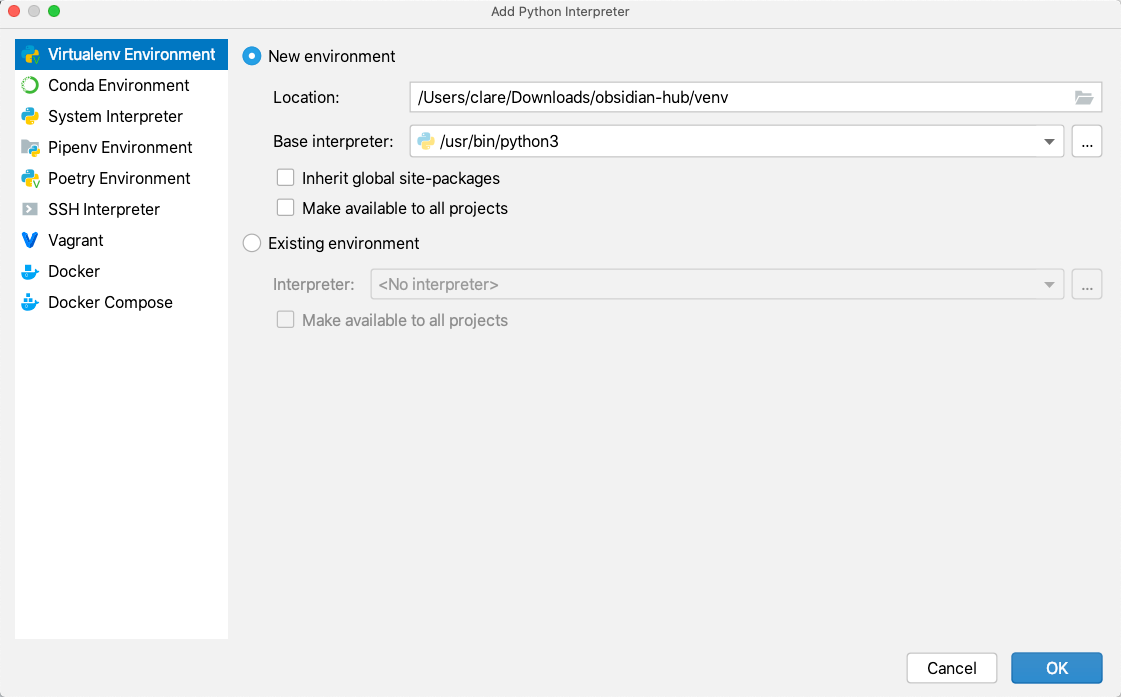 Add Python Interpreter
Virtualenv Environment
Conda Environment
System Interpreter
Pipenv Environment
Poetry Environment
SSH Interpreter
Vagrant
Docker
Docker Compose
New environment
Location: /Users/clare/Downloads/obsidian-hub/venv
Base interpreter: /usr/bin/python3 ...
Inherit global site-packages
Make available to all projects
Existing environment
Interpreter: <No interpreter> ...
Make available to all projects
Cancel OK